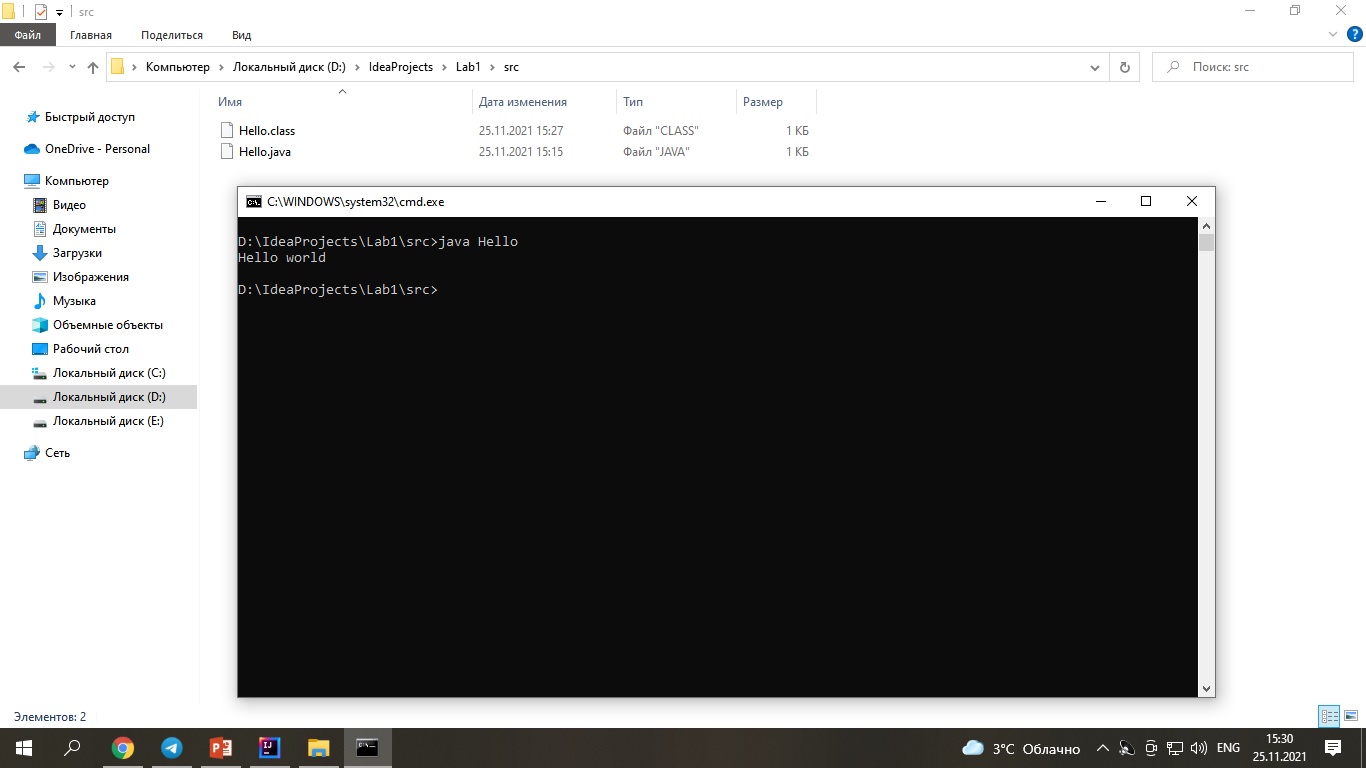 src
Файл Главная Поделиться Вид
Компьютер Локальный диск (D:) IdeaProjects Lab1 src Поиск: src
Имя Дата изменения Тип Размер
Hello.class 25.11.2021 15:27 Файл "CLASS" 1 КБ
Hello.java 25.11.2021 15:15 Файл "JAVA" 1 КБ
Быстрый доступ
OneDrive - Personal
Компьютер
Видео
Документы
Загрузки
Изображения
Музыка
Объемные объекты
Рабочий стол
Локальный диск (C:)
Локальный диск (D:)
Локальный диск (E:)
Сеть
C:\WINDOWS\system32\cmd.exe
D:\IdeaProjects\Lab1\src>java Hello
Hello world
D:\IdeaProjects\Lab1\src>
Элементов: 2
3°C Облачно ENG 15:30
25.11.2021